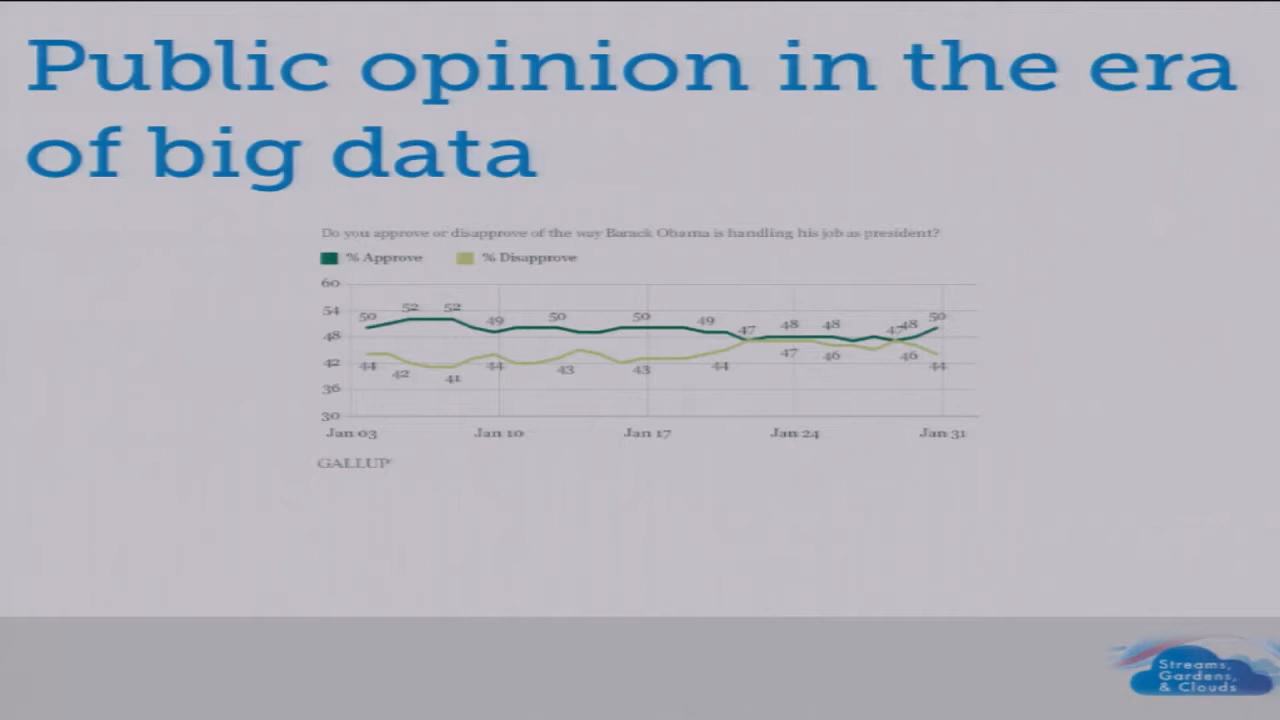 Public opinion in the era
of big data
Do you approve or disapprove of the way Barack Obama is handling his job as president?
% Approve % Disapprove
60
54
48
42
36
30
50 52 52 49 50 50 49 47 48 48 47 48 50
44 42 41 44 43 43 44 47 46 46 44
Jan 03 Jan 10 Jan 17 Jan 24 Jan 31
GALLUP
Streams,
Gardens,
& Clouds